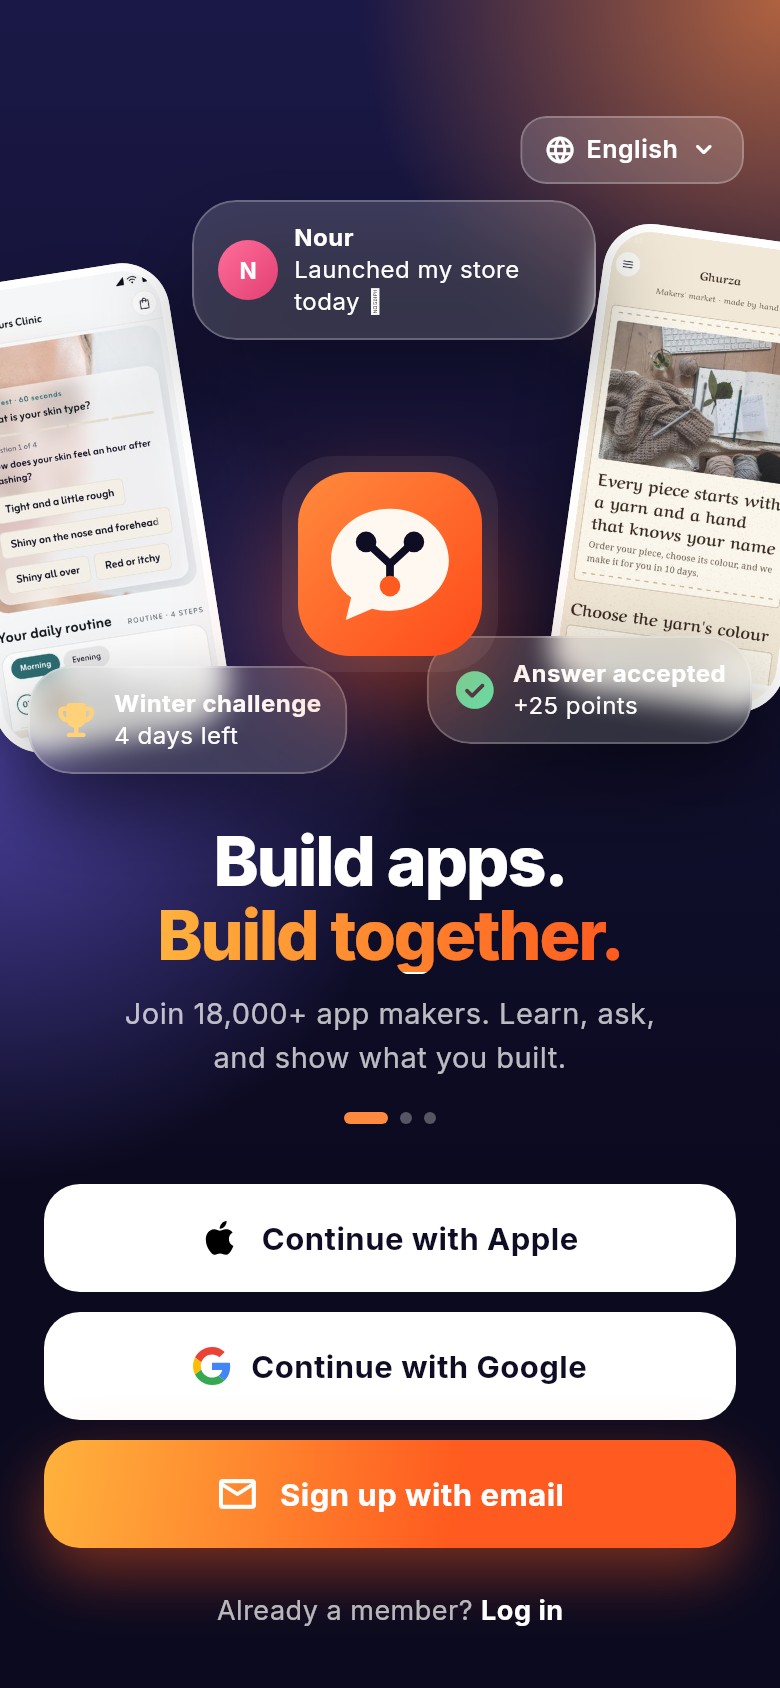 English
Nour
N
Launched my store
today
Ghurza
Makers' market · made by hand
urs Clinic
60 seconds
at is your skin type?
stion 1 of 4
w does your skin feel an hour after
ashing?
Tight and a little rough
Shiny on the nose and forehead
Shiny all over
Red or itchy
Your daily routine
ROUTINE · 4 STEPS
Morning
Evening
Every piece starts with
a yarn and a hand
that knows your name
Order your piece, choose its colour, and we
make it for you in 10 days.
Choose the yarn's colour
Answer accepted
+25 points
Winter challenge
4 days left
Build apps.
Build together.
Join 18,000+ app makers. Learn, ask,
and show what you built.
Continue with Apple
Continue with Google
Sign up with email
Already a member? Log in